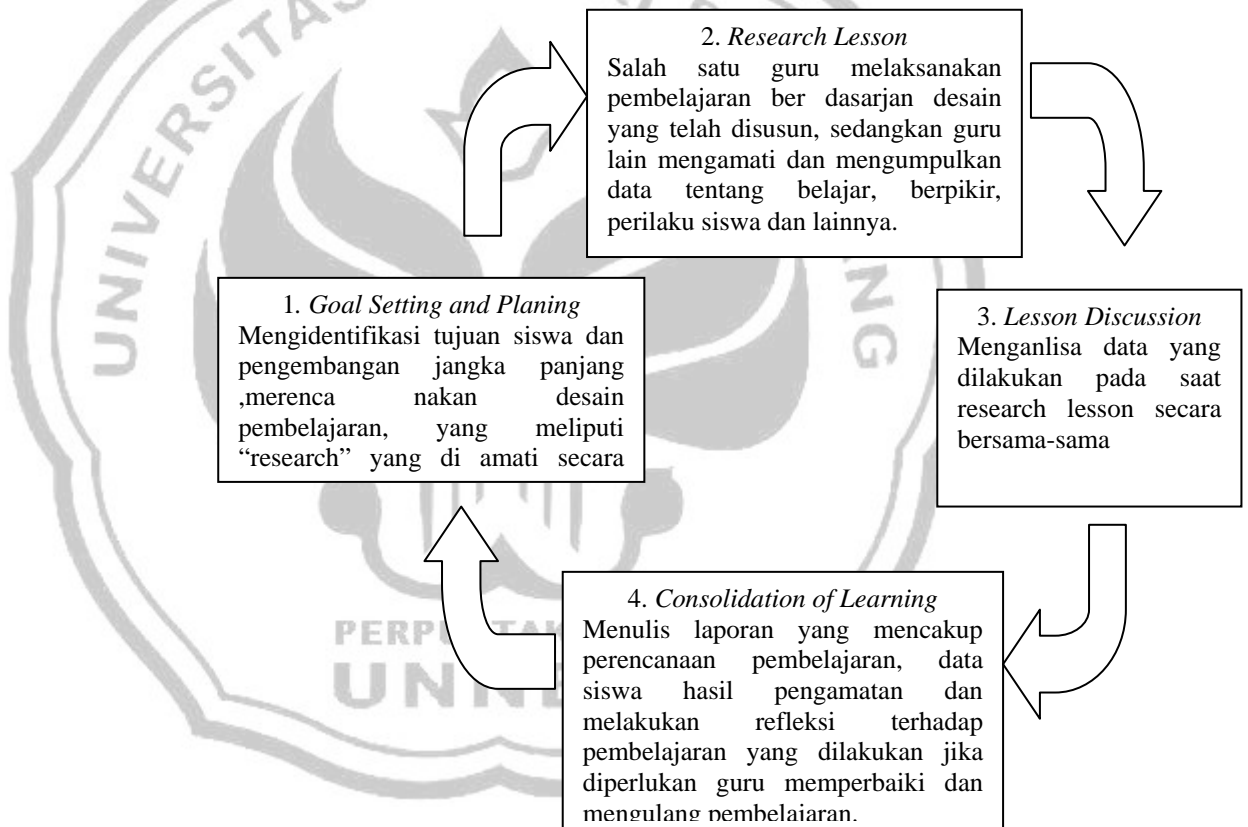 2. Research Lesson
Salah satu guru melaksanakan
pembelajaran ber dasarjan desain
yang telah disusun, sedangkan guru
lain mengamati dan mengumpulkan
data tentang belajar, berpikir,
perilaku siswa dan lainnya.
1. Goal Setting and Planing
Mengidentifikasi tujuan siswa dan
pengembangan jangka panjang
,merenca nakan desain
pembelajaran, yang meliputi
“research” yang di amati secara
3. Lesson Discussion
Menganlisa data yang
dilakukan pada saat
research lesson secara
bersama-sama
4. Consolidation of Learning
Menulis laporan yang mencakup
perencanaan pembelajaran, data
siswa hasil pengamatan dan
melakukan refleksi terhadap
pembelajaran yang dilakukan jika
diperlukan guru memperbaiki dan
mengulang pembelajaran.